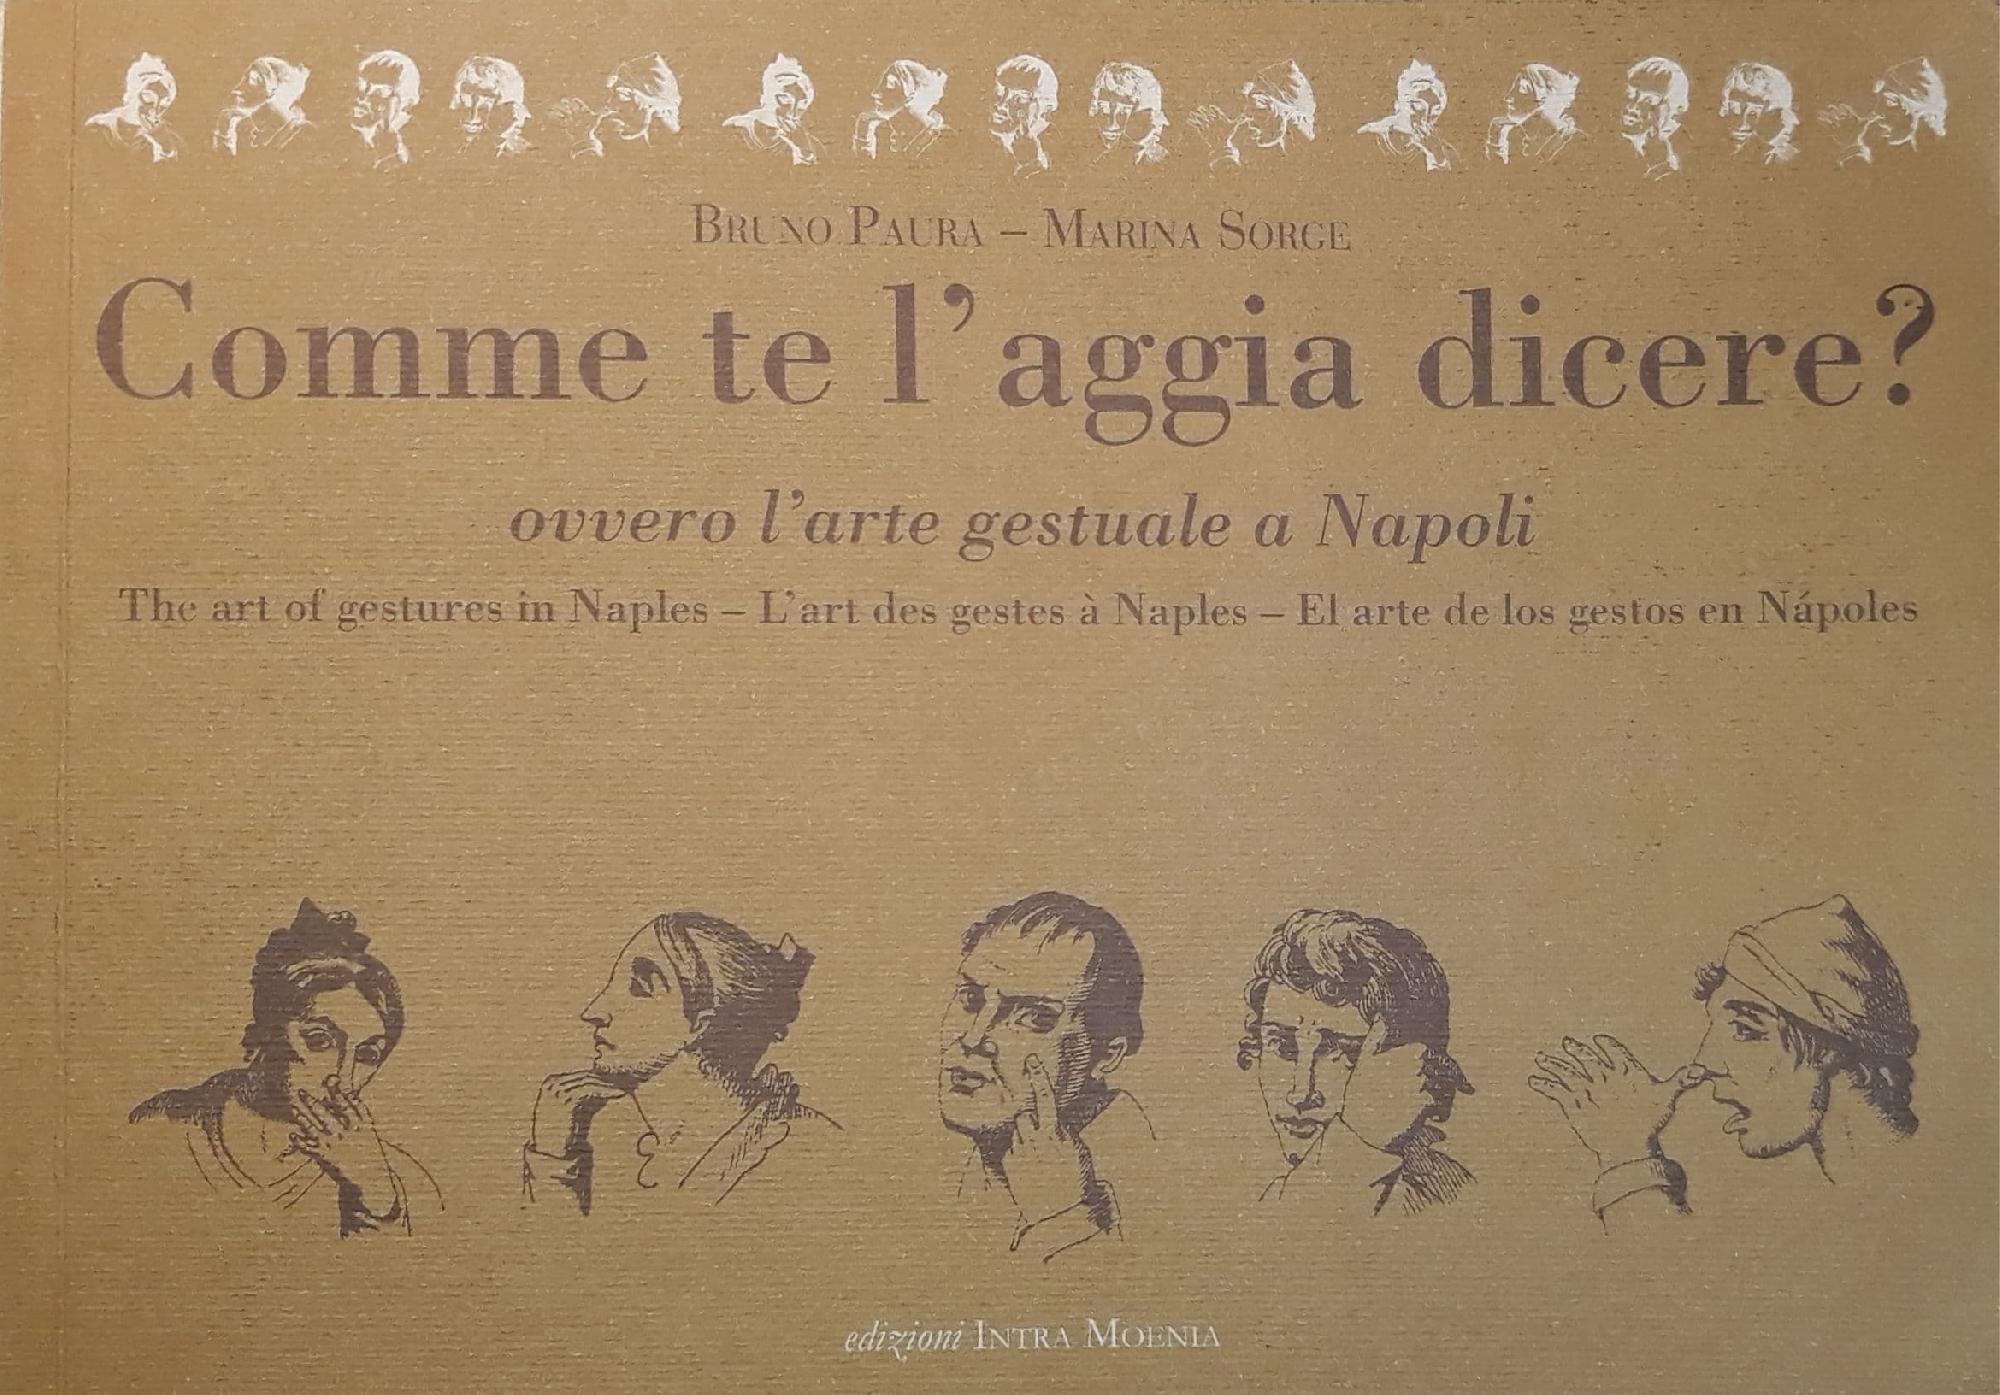 BRUNO PAURA – MARINA SORGE
Comme te l'aggia dicere?
ovvero l'arte gestuale a Napoli
The art of gestures in Naples – L'art des gestes à Naples – El arte de los gestos en Nápoles
edizioni INTRA MOENIA